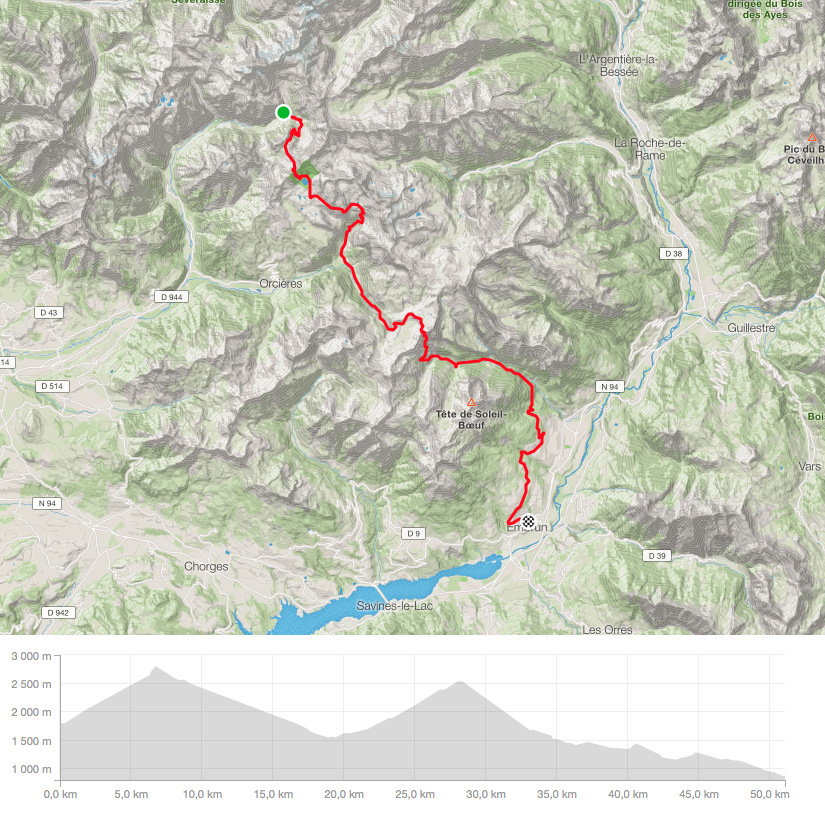 Séveraisse
dirigée du Bois
des Ayes
L'Argentière-la-
Bessée
La Roche-de-
Rame
Pic du B
Céveilh
D 38
Orcières
D 944
D 43
Guillestre
14
D 514
N 94
Tête de Soleil-
Bœuf
Boi
Vars
N 94
Embrun
D 9
D 39
Chorges
Savines-le-Lac
D 942
Les Orres
3 000 m
2 500 m
2 000 m
1 500 m
1 000 m
0,0 km
5,0 km
10,0 km
15,0 km
20,0 km
25,0 km
30,0 km
35,0 km
40,0 km
45,0 km
50,0 km